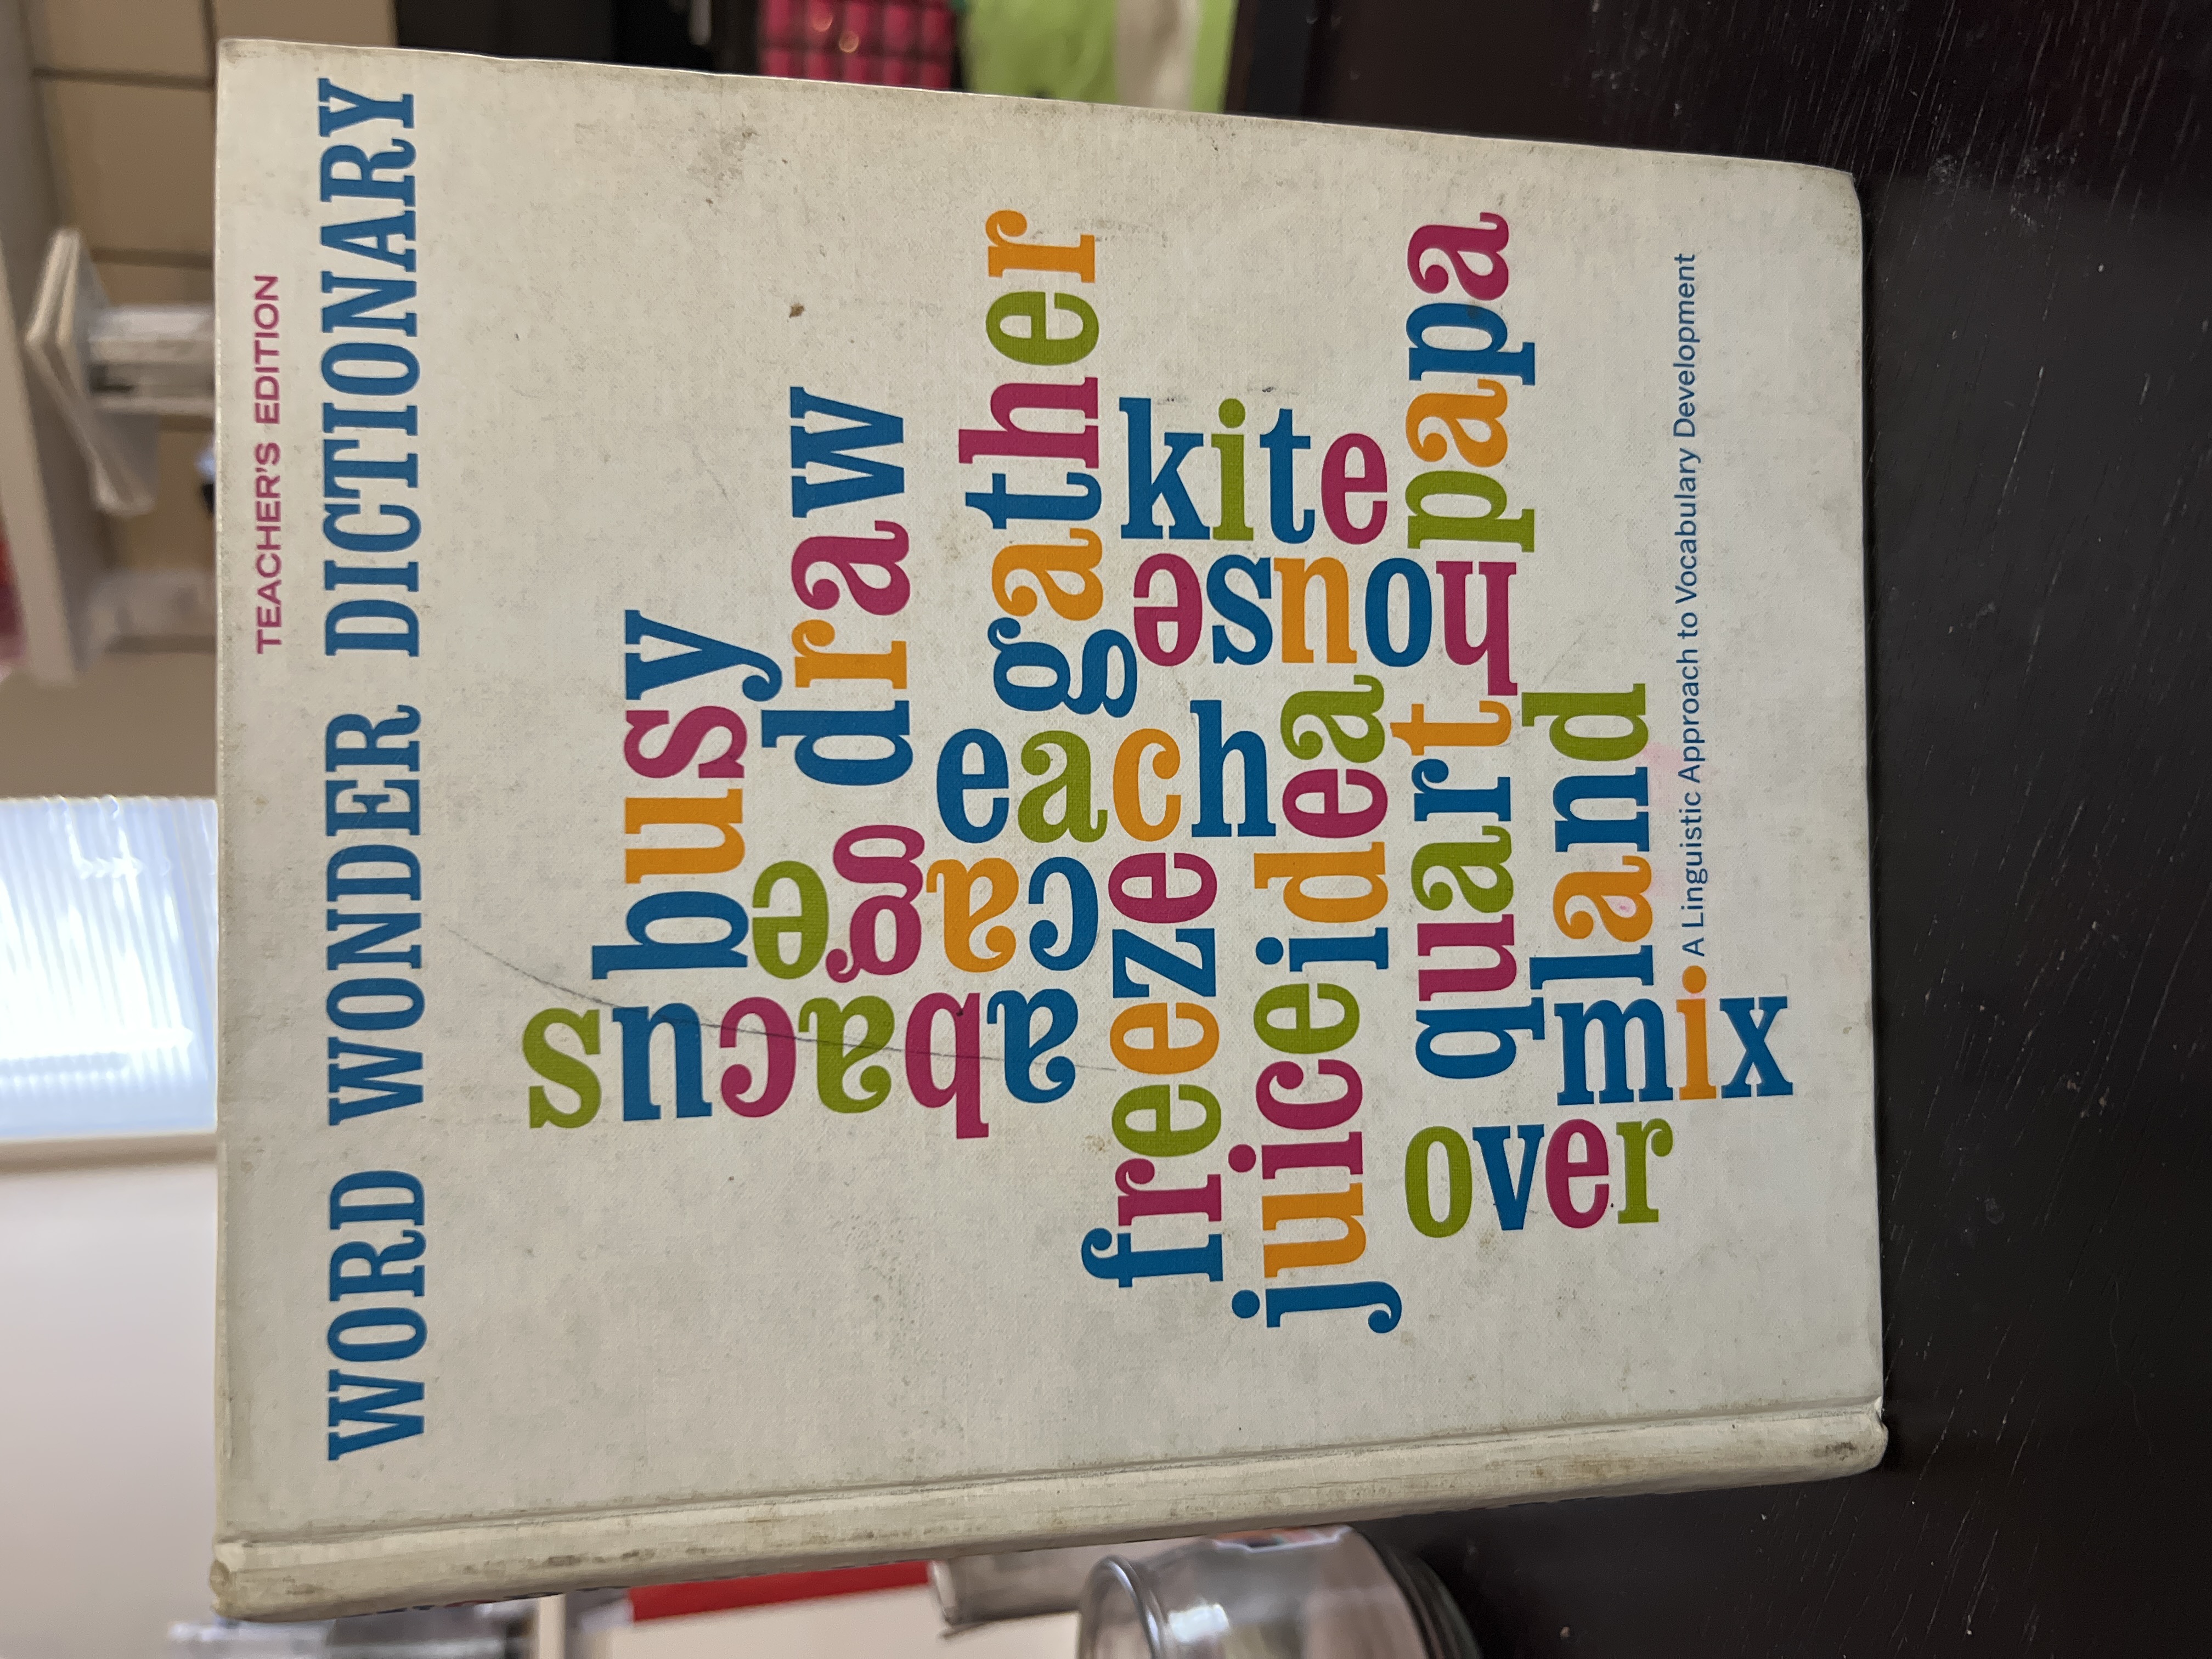 TEACHER'S EDITION
WORD WONDER DICTIONARY
abacus
busy
cage
draw
each
gather
freeze
house
kite
juice
idea
quart
papa
over
land
mix
A Linguistic Approach to Vocabulary Development